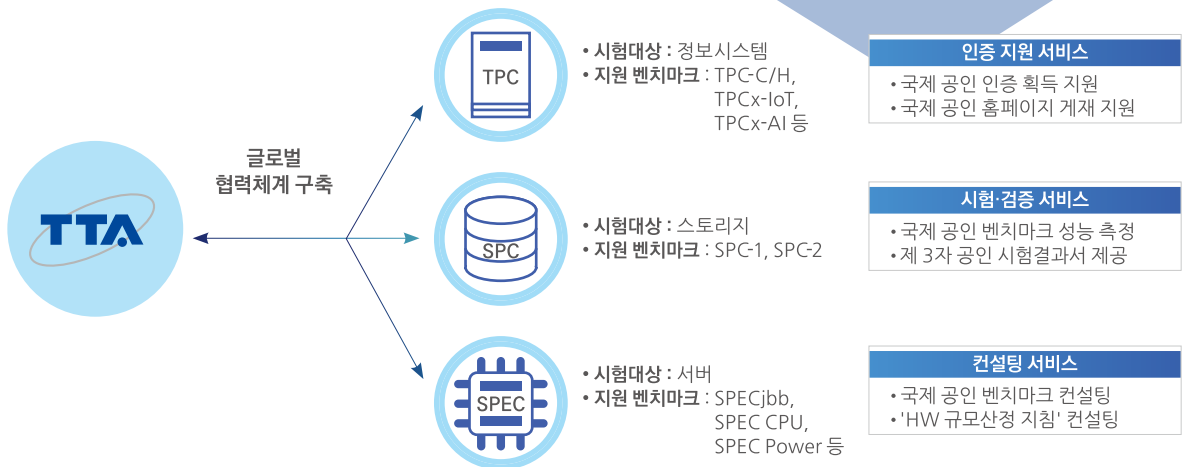 TTA
글로벌
협력체계 구축
TPC
• 시험대상 : 정보시스템
• 지원 벤치마크 : TPC-C/H,
TPCx-IoT,
TPCx-AI 등
SPC
• 시험대상 : 스토리지
• 지원 벤치마크 : SPC-1, SPC-2
SPEC
• 시험대상 : 서버
• 지원 벤치마크 : SPECjbb,
SPEC CPU,
SPEC Power 등
인증 지원 서비스
• 국제 공인 인증 획득 지원
• 국제 공인 홈페이지 게재 지원
시험·검증 서비스
• 국제 공인 벤치마크 성능 측정
• 제 3자 공인 시험결과서 제공
컨설팅 서비스
• 국제 공인 벤치마크 컨설팅
• 'HW 규모산정 지침' 컨설팅